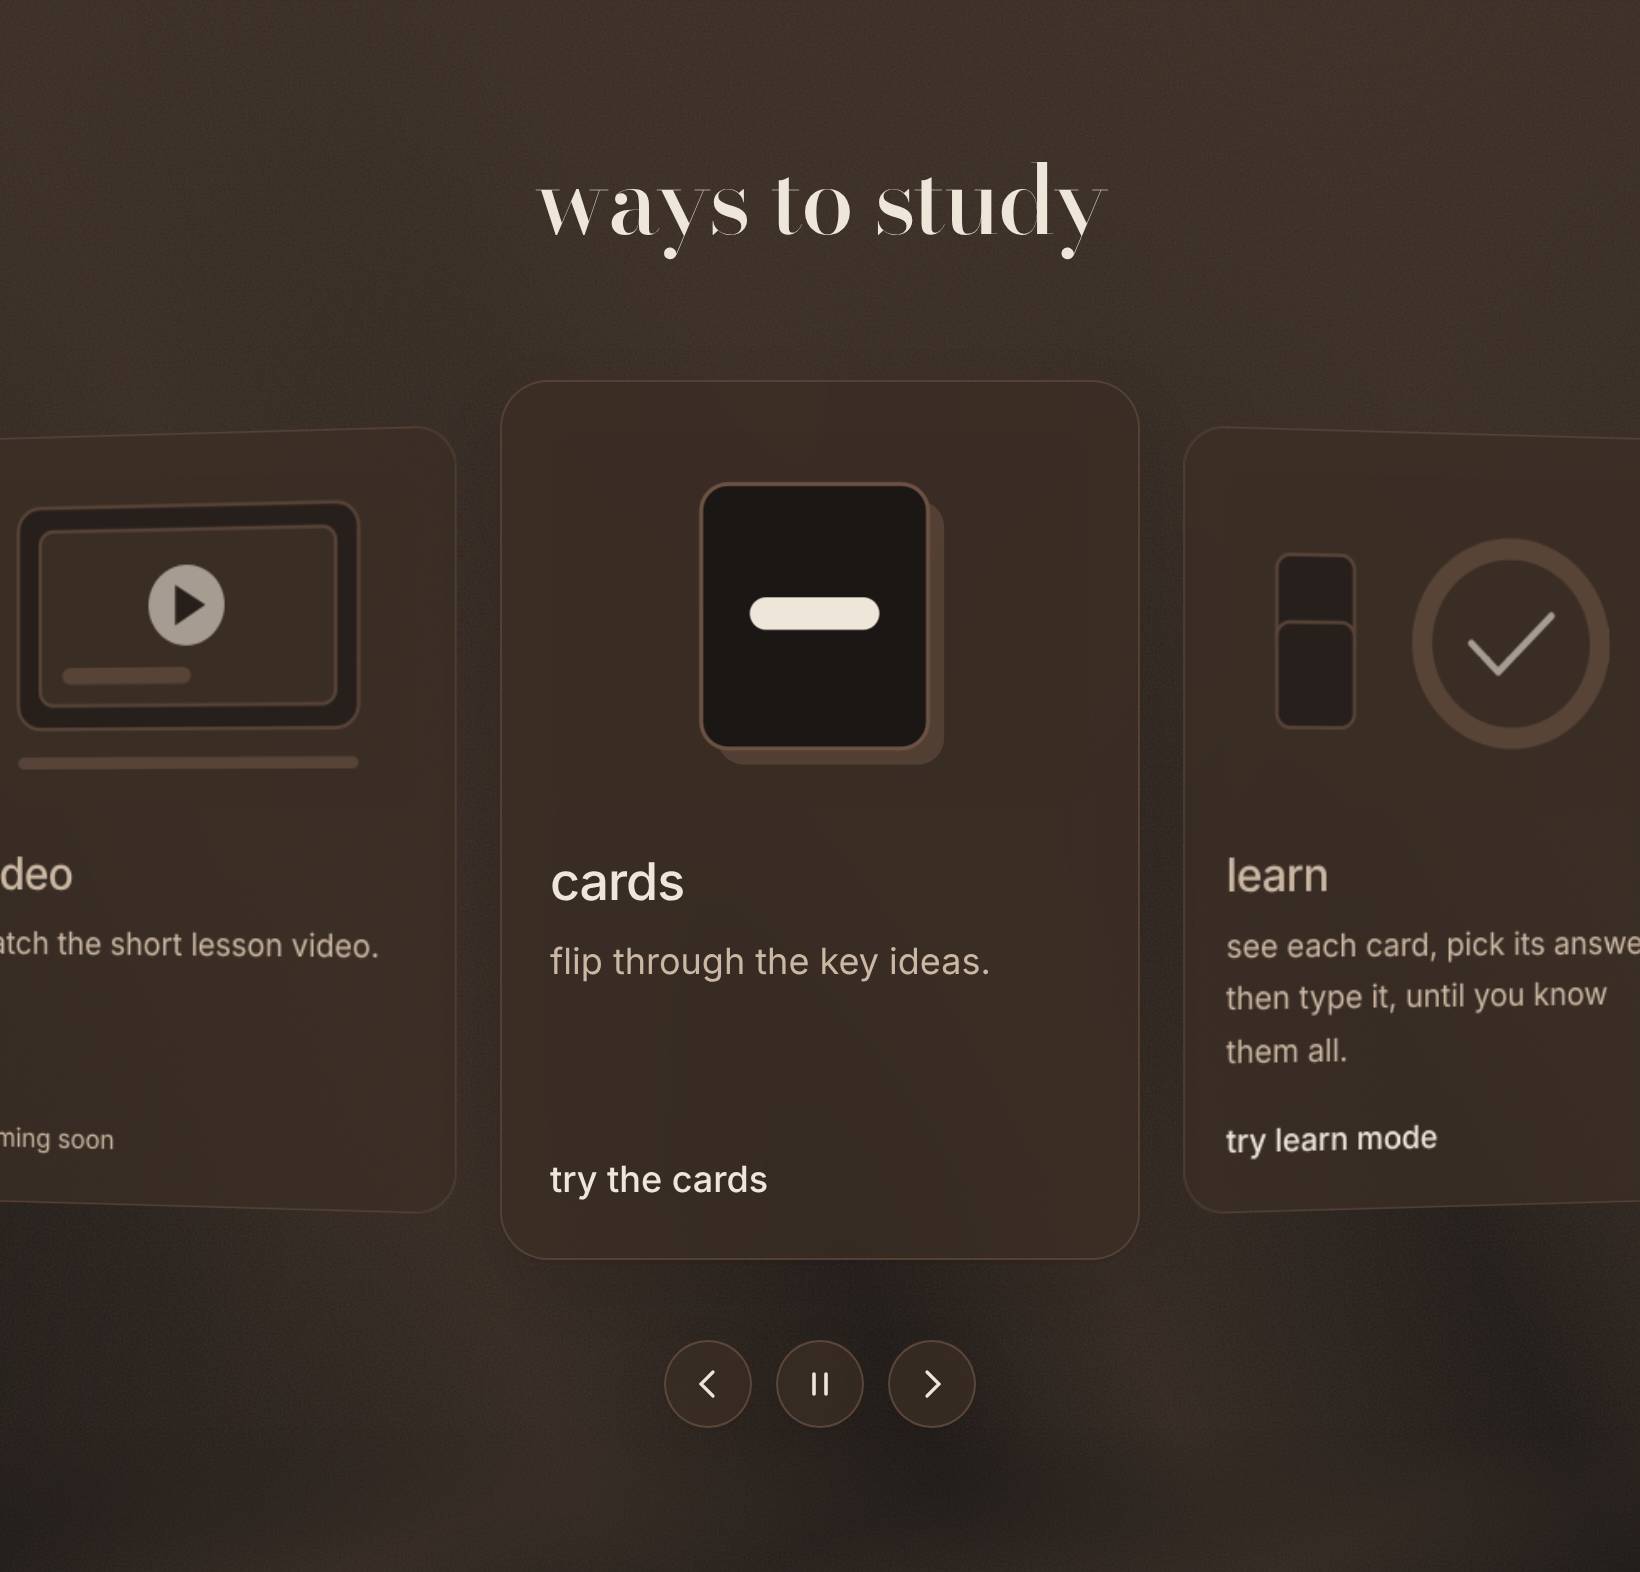 ways to study
deo
atch the short lesson video.
ming soon
cards
flip through the key ideas.
try the cards
learn
see each card, pick its answe
then type it, until you know
them all.
try learn mode